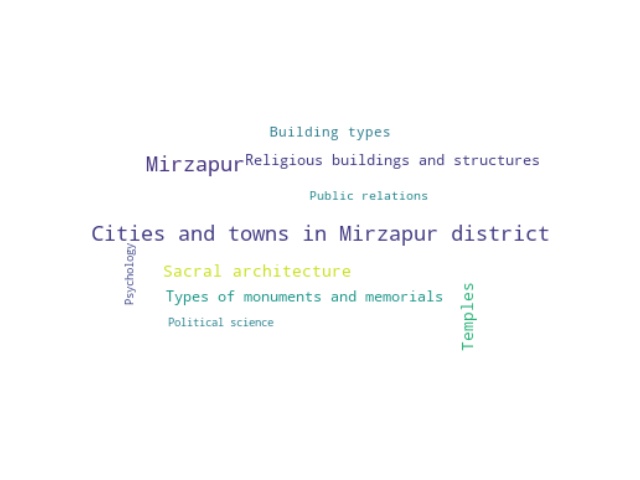 Building types
Mirzapur
Religious buildings and structures
Public relations
Cities and towns in Mirzapur district
Psychology
Sacral architecture
Types of monuments and memorials
Temples
Political science